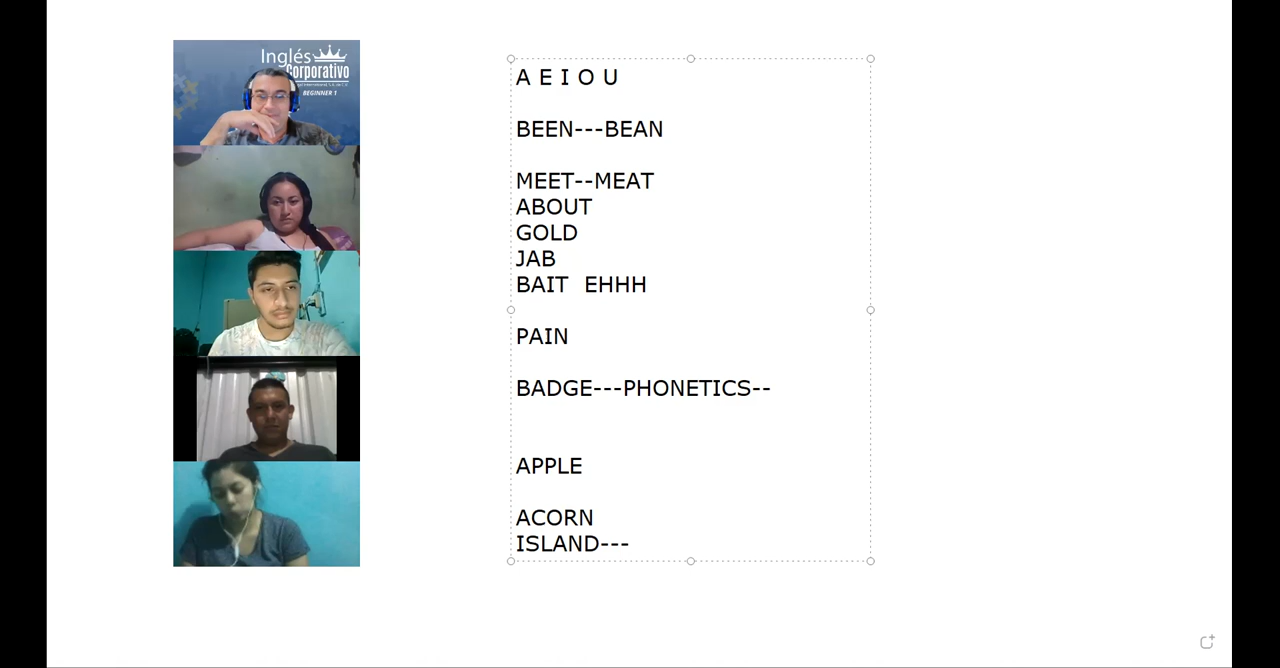 Inglés
Corporativo
BEGINNER 1
A E I O U
BEEN---BEAN
MEET--MEAT
ABOUT
GOLD
JAB
BAIT EHHH
PAIN
BADGE---PHONETICS--
APPLE
ACORN
ISLAND---